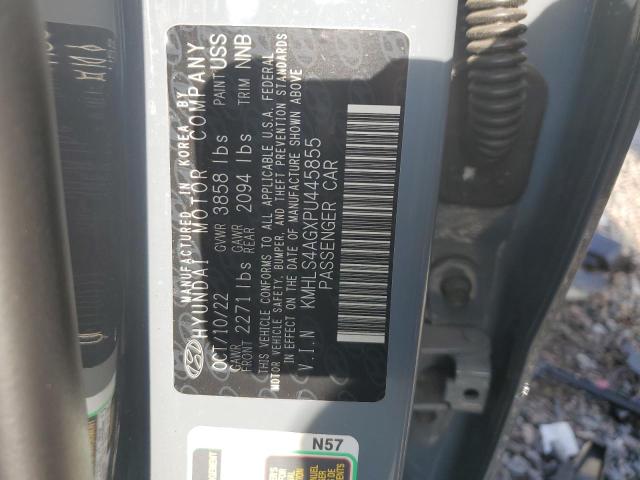 MANUFACTURED IN KOREA BY
HYUNDAI MOTOR COMPANY
OCT/10/22 GVWR 3858 lbs PAINT USS
GAWR FRONT 2271 lbs GAWR REAR 2094 lbs TRIM NNB
THIS VEHICLE CONFORMS TO ALL APPLICABLE U.S.A. FEDERAL
MOTOR VEHICLE SAFETY, BUMPER, AND THEFT PREVENTION STANDARDS
IN EFFECT ON THE DATE OF MANUFACTURE SHOWN ABOVE
V.I.N KMHLS4AGXPU445855
PASSENGER CAR
N57